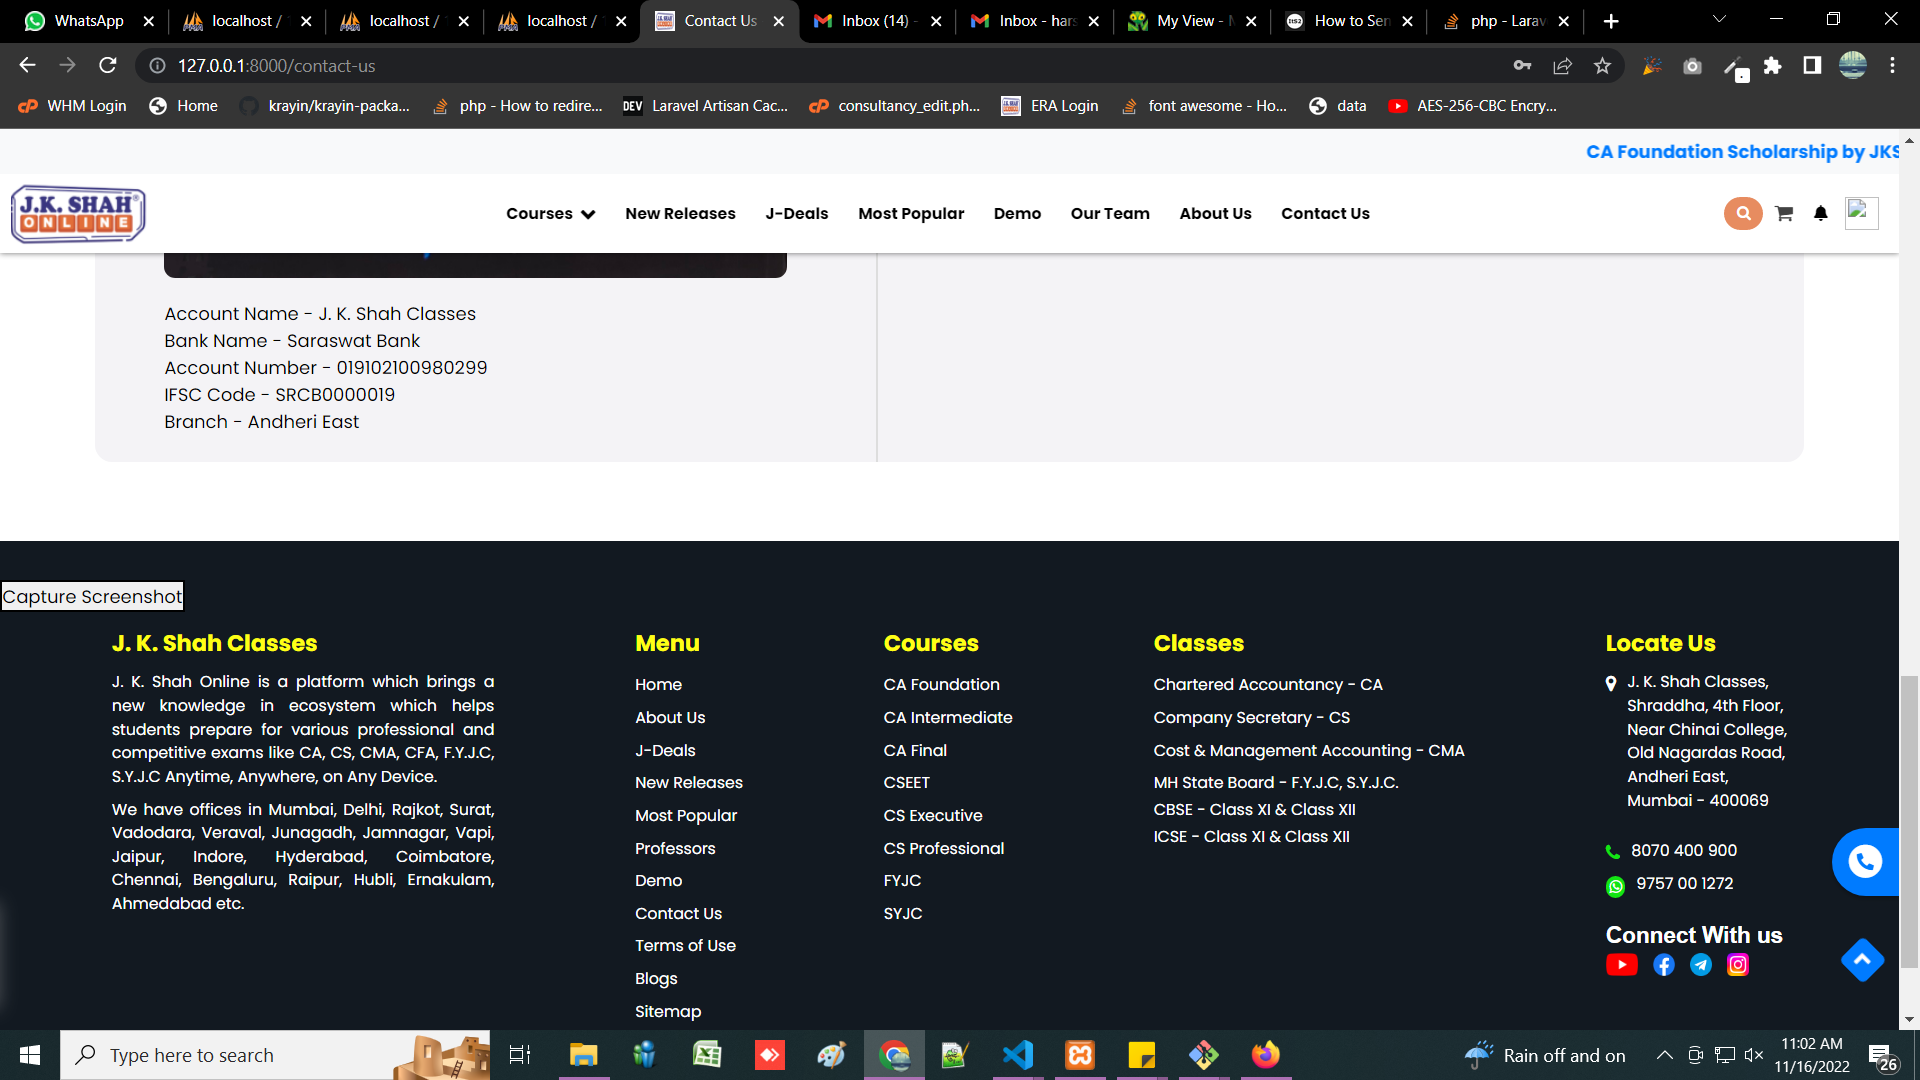 WhatsApp
localhost /
localhost /
localhost /
Contact Us
Inbox (14) -
Inbox - hars
My View -
How to Sen
php - Larav
127.0.0.1:8000/contact-us
WHM Login
Home
krayin/krayin-packa...
php - How to redire...
DEV Laravel Artisan Cac...
consultancy_edit.ph...
ERA Login
font awesome - Ho...
data
AES-256-CBC Encry...
CA Foundation Scholarship by JKS
J.K. SHAH®
ONLINE
Courses
New Releases
J-Deals
Most Popular
Demo
Our Team
About Us
Contact Us
Account Name - J. K. Shah Classes
Bank Name - Saraswat Bank
Account Number - 019102100980299
IFSC Code - SRCB0000019
Branch - Andheri East
Capture Screenshot
J. K. Shah Classes
J. K. Shah Online is a platform which brings a
new knowledge in ecosystem which helps
students prepare for various professional and
competitive exams like CA, CS, CMA, CFA, F.Y.J.C,
S.Y.J.C Anytime, Anywhere, on Any Device.
We have offices in Mumbai, Delhi, Rajkot, Surat,
Vadodara, Veraval, Junagadh, Jamnagar, Vapi,
Jaipur, Indore, Hyderabad, Coimbatore,
Chennai, Bengaluru, Raipur, Hubli, Ernakulam,
Ahmedabad etc.
Menu
Home
About Us
J-Deals
New Releases
Most Popular
Professors
Demo
Contact Us
Terms of Use
Blogs
Sitemap
Courses
CA Foundation
CA Intermediate
CA Final
CSEET
CS Executive
CS Professional
FYJC
SYJC
Classes
Chartered Accountancy - CA
Company Secretary - CS
Cost & Management Accounting - CMA
MH State Board - F.Y.J.C, S.Y.J.C.
CBSE - Class XI & Class XII
ICSE - Class XI & Class XII
Locate Us
J. K. Shah Classes,
Shraddha, 4th Floor,
Near Chinai College,
Old Nagardas Road,
Andheri East,
Mumbai - 400069
8070 400 900
9757 00 1272
Connect With us
Type here to search
Rain off and on
11:02 AM
11/16/2022
26